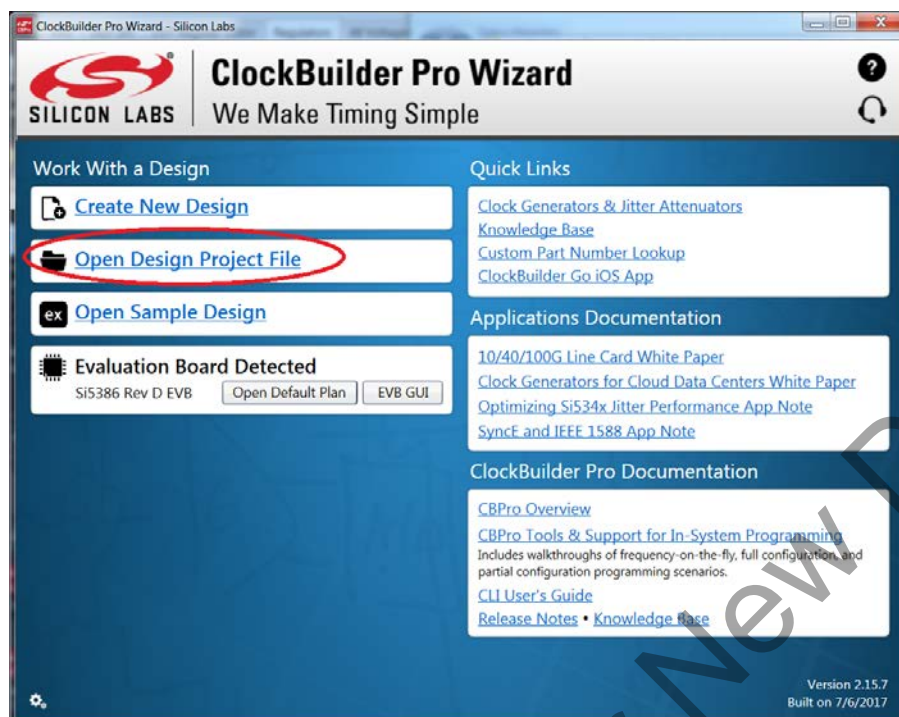 ClockBuilder Pro Wizard - Silicon Labs
SILICON LABS
ClockBuilder Pro Wizard
We Make Timing Simple
?
Work With a Design
Create New Design
Open Design Project File
ex Open Sample Design
Evaluation Board Detected
Si5386 Rev D EVB Open Default Plan EVB GUI
Quick Links
Clock Generators & Jitter Attenuators
Knowledge Base
Custom Part Number Lookup
ClockBuilder Go iOS App
Applications Documentation
10/40/100G Line Card White Paper
Clock Generators for Cloud Data Centers White Paper
Optimizing Si534x Jitter Performance App Note
SyncE and IEEE 1588 App Note
ClockBuilder Pro Documentation
CBPro Overview
CBPro Tools & Support for In-System Programming
Includes walkthroughs of frequency-on-the-fly, full configuration, and
partial configuration programming scenarios.
CLI User's Guide
Release Notes • Knowledge Base
Version 2.15.7
Built on 7/6/2017
New